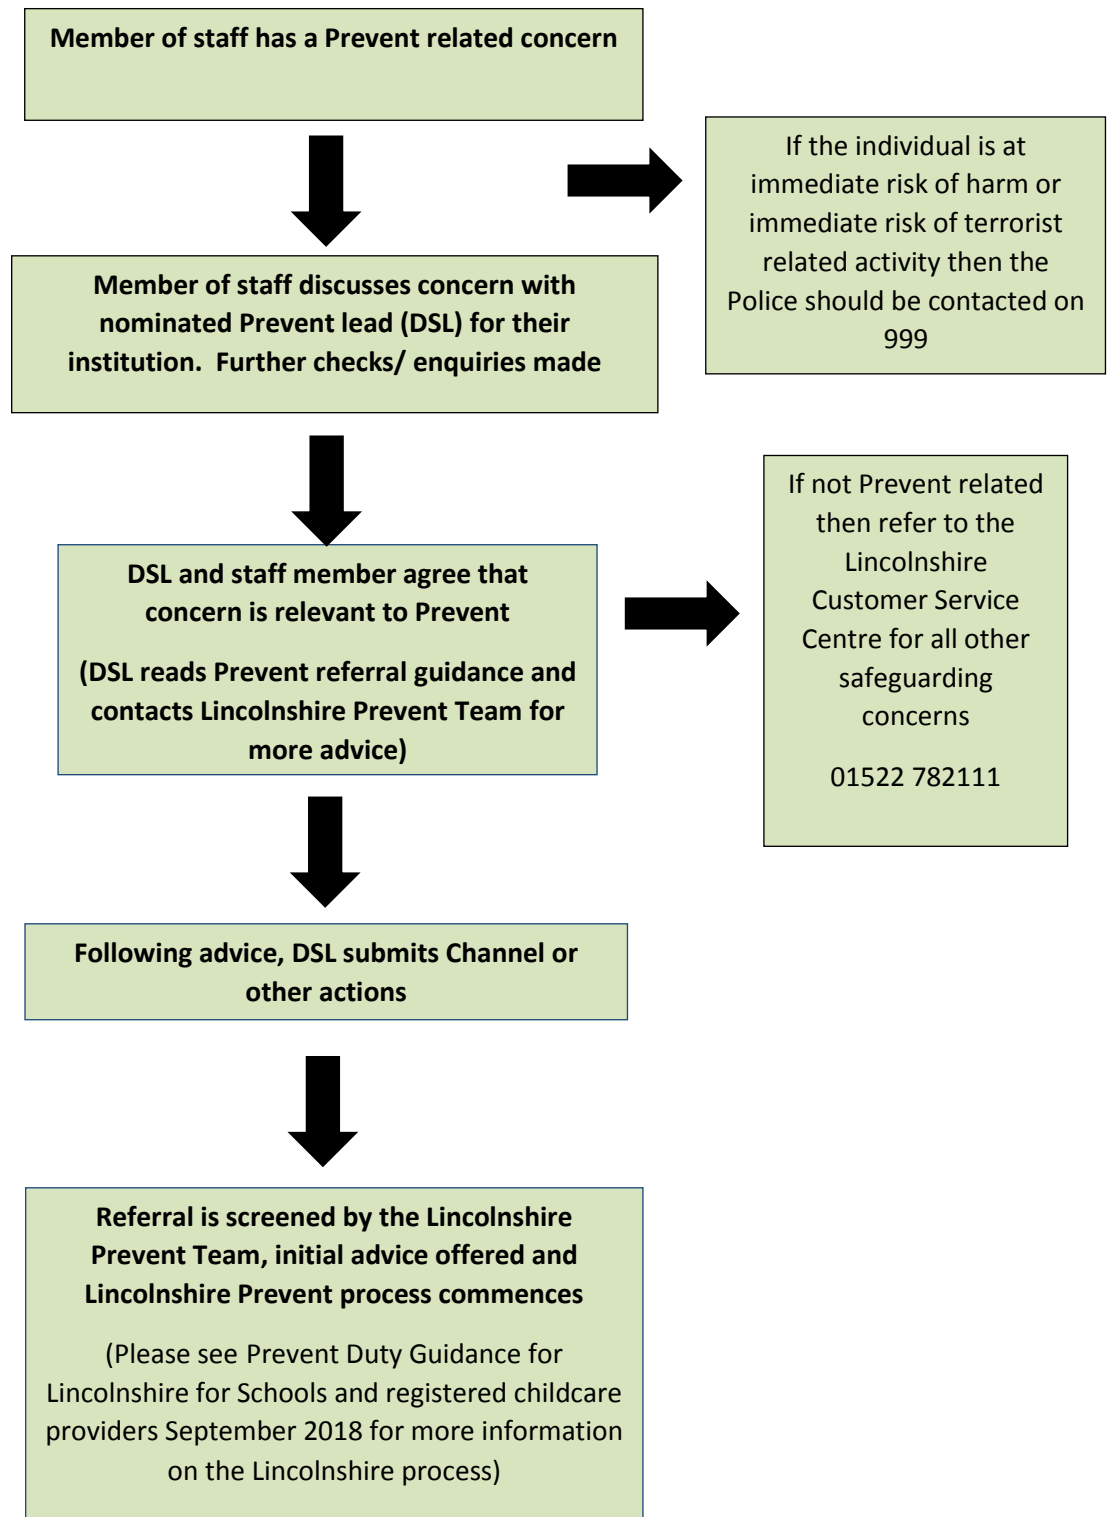 Member of staff has a Prevent related concern
If the individual is at
immediate risk of harm or
immediate risk of terrorist
related activity then the
Police should be contacted on
999
Member of staff discusses concern with
nominated Prevent lead (DSL) for their
institution.  Further checks/ enquiries made
If not Prevent related
then refer to the
Lincolnshire
Customer Service
Centre for all other
safeguarding
concerns
01522 782111
DSL and staff member agree that
concern is relevant to Prevent
(DSL reads Prevent referral guidance and
contacts Lincolnshire Prevent Team for
more advice)
Following advice, DSL submits Channel or
other actions
Referral is screened by the Lincolnshire
Prevent Team, initial advice offered and
Lincolnshire Prevent process commences
(Please see Prevent Duty Guidance for
Lincolnshire for Schools and registered childcare
providers September 2018 for more information
on the Lincolnshire process)